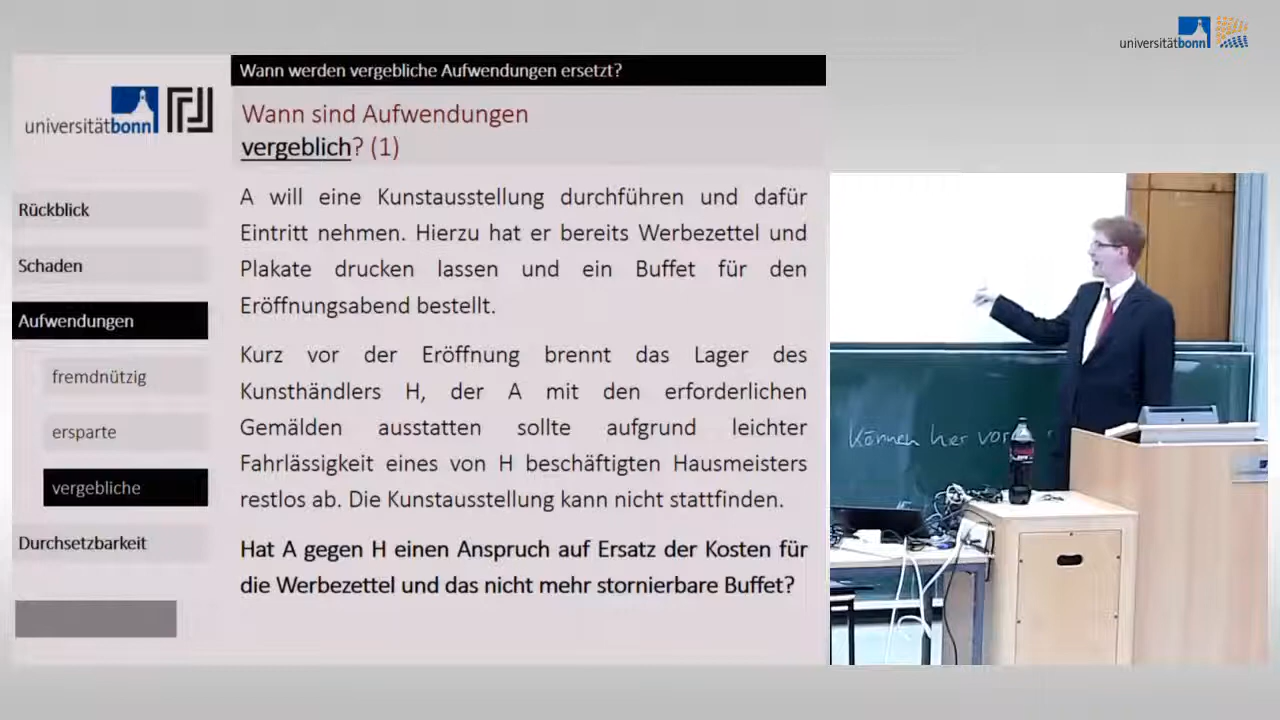 universitätbonn
Wann werden vergebliche Aufwendungen ersetzt?
universitätbonn
Wann sind Aufwendungen
vergeblich? (1)
Rückblick
Schaden
Aufwendungen
fremdnützig
ersparte
vergebliche
Durchsetzbarkeit
A will eine Kunstausstellung durchführen und dafür
Eintritt nehmen. Hierzu hat er bereits Werbezettel und
Plakate drucken lassen und ein Buffet für den
Eröffnungsabend bestellt.
Kurz vor der Eröffnung brennt das Lager des
Kunsthändlers H, der A mit den erforderlichen
Gemälden ausstatten sollte aufgrund leichter
Fahrlässigkeit eines von H beschäftigten Hausmeisters
restlos ab. Die Kunstausstellung kann nicht stattfinden.
Hat A gegen H einen Anspruch auf Ersatz der Kosten für
die Werbezettel und das nicht mehr stornierbare Buffet?
Können